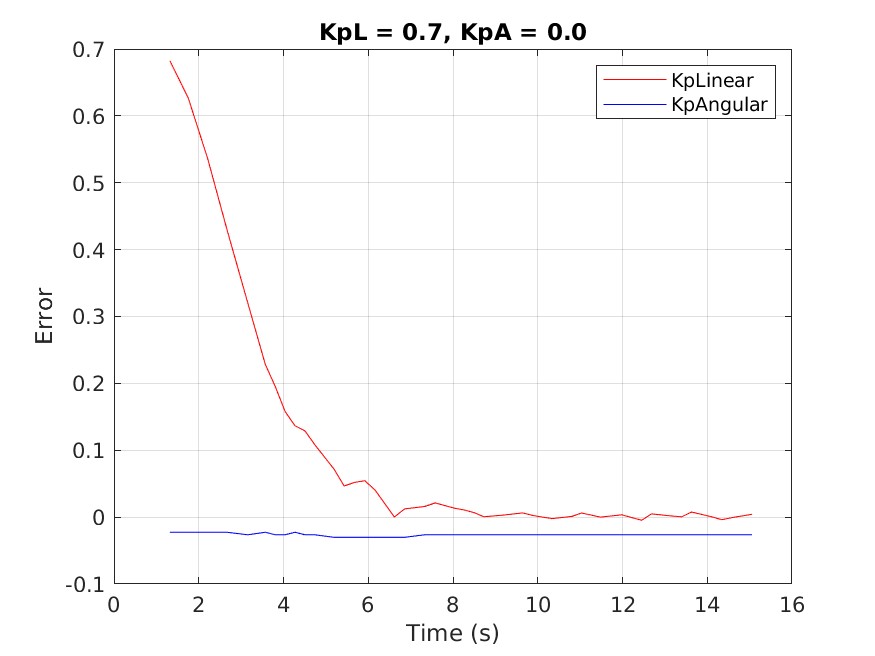 KpL = 0.7, KpA = 0.0
0.7
0.6
0.5
0.4
0.3
0.2
0.1
0
-0.1
Error
KpLinear
KpAngular
0 2 4 6 8 10 12 14 16
Time (s)